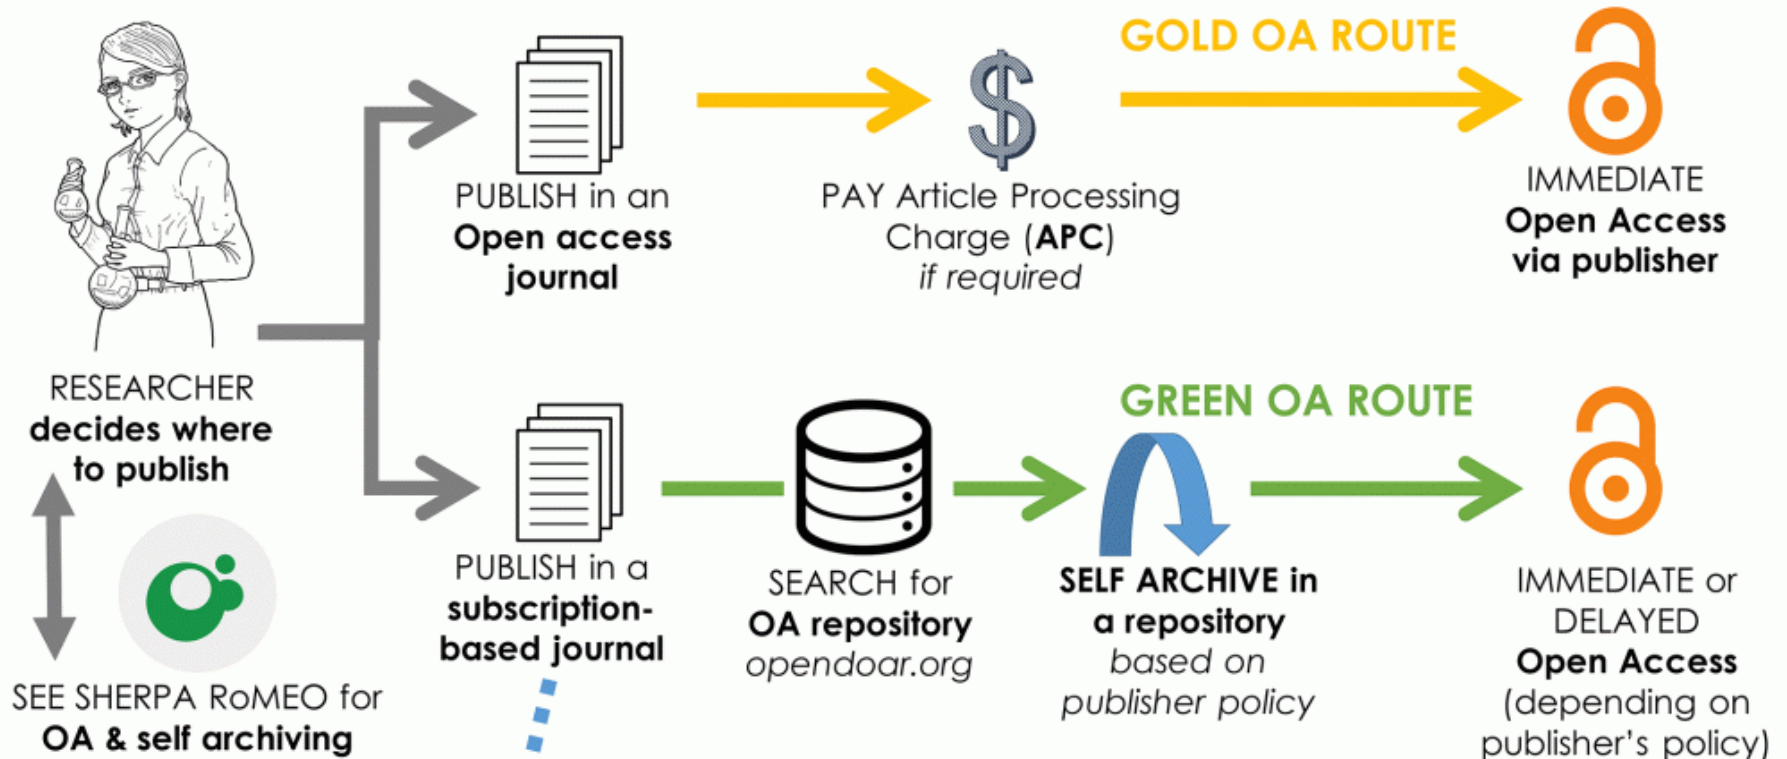 GOLD OA ROUTE
PUBLISH in an
Open access
journal
PAY Article Processing
Charge (APC)
if required
IMMEDIATE
Open Access
via publisher
RESEARCHER
decides where
to publish
SEE SHERPA RoMEO for
OA & self archiving
GREEN OA ROUTE
PUBLISH in a
subscription-
based journal
SEARCH for
OA repository
opendoar.org
SELF ARCHIVE in
a repository
based on
publisher policy
IMMEDIATE or
DELAYED
Open Access
(depending on
publisher's policy)